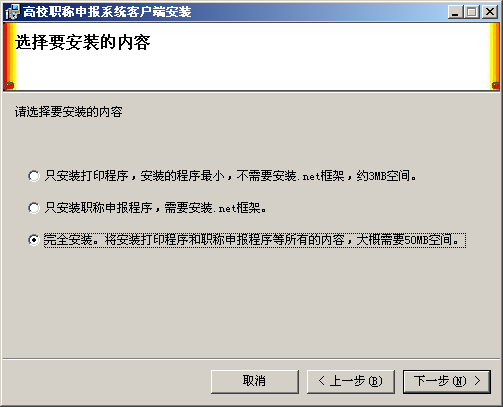 高校职称申报系统客户端安装
选择要安装的内容
请选择要安装的内容
只安装打印程序，安装的程序最小，不需要安装.net框架，约3MB空间。
只安装职称申报程序，需要安装.net框架。
完全安装。将安装打印程序和职称申报程序等所有的内容，大概需要50MB空间。
取消
< 上一步(B)
下一步(N) >